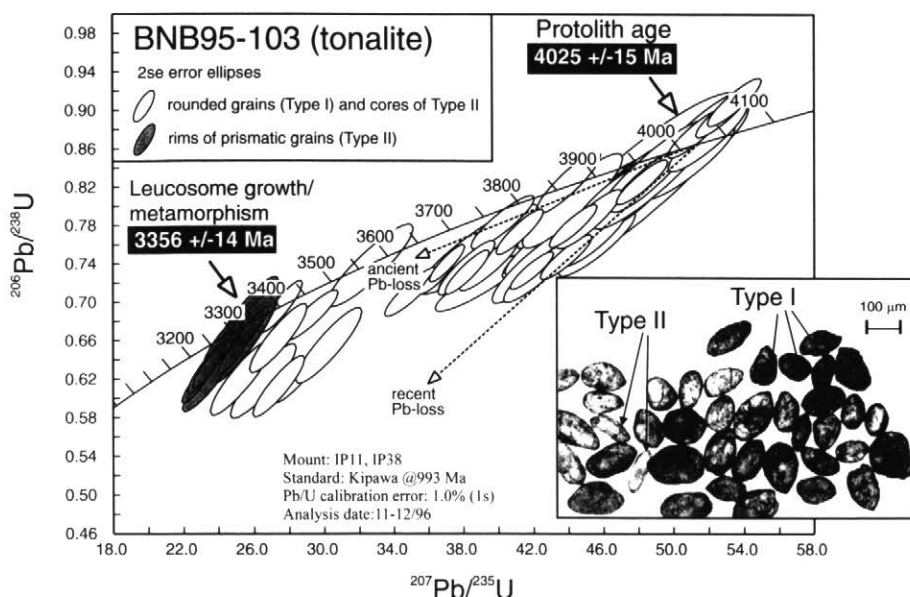 BNB95-103 (tonalite)
2se error ellipses
rounded grains (Type I) and cores of Type II
rims of prismatic grains (Type II)
Protolith age
4025 +/-15 Ma
Leucosome growth/
metamorphism
3356 +/-14 Ma
0.98
0.94
0.90
0.86
0.82
0.78
0.74
0.70
0.66
0.62
0.58
0.54
0.50
0.46
206Pb/238U
3200
3300
3400
3500
3600
3700
3800
3900
4000
4100
ancient
Pb-loss
recent
Pb-loss
Mount: IP11, IP38
Standard: Kipawa @993 Ma
Pb/U calibration error: 1.0% (1s)
Analysis date:11-12/96
Type II
Type I
100 µm
18.0 22.0 26.0 30.0 34.0 38.0 42.0 46.0 50.0 54.0 58.0
207Pb/235U